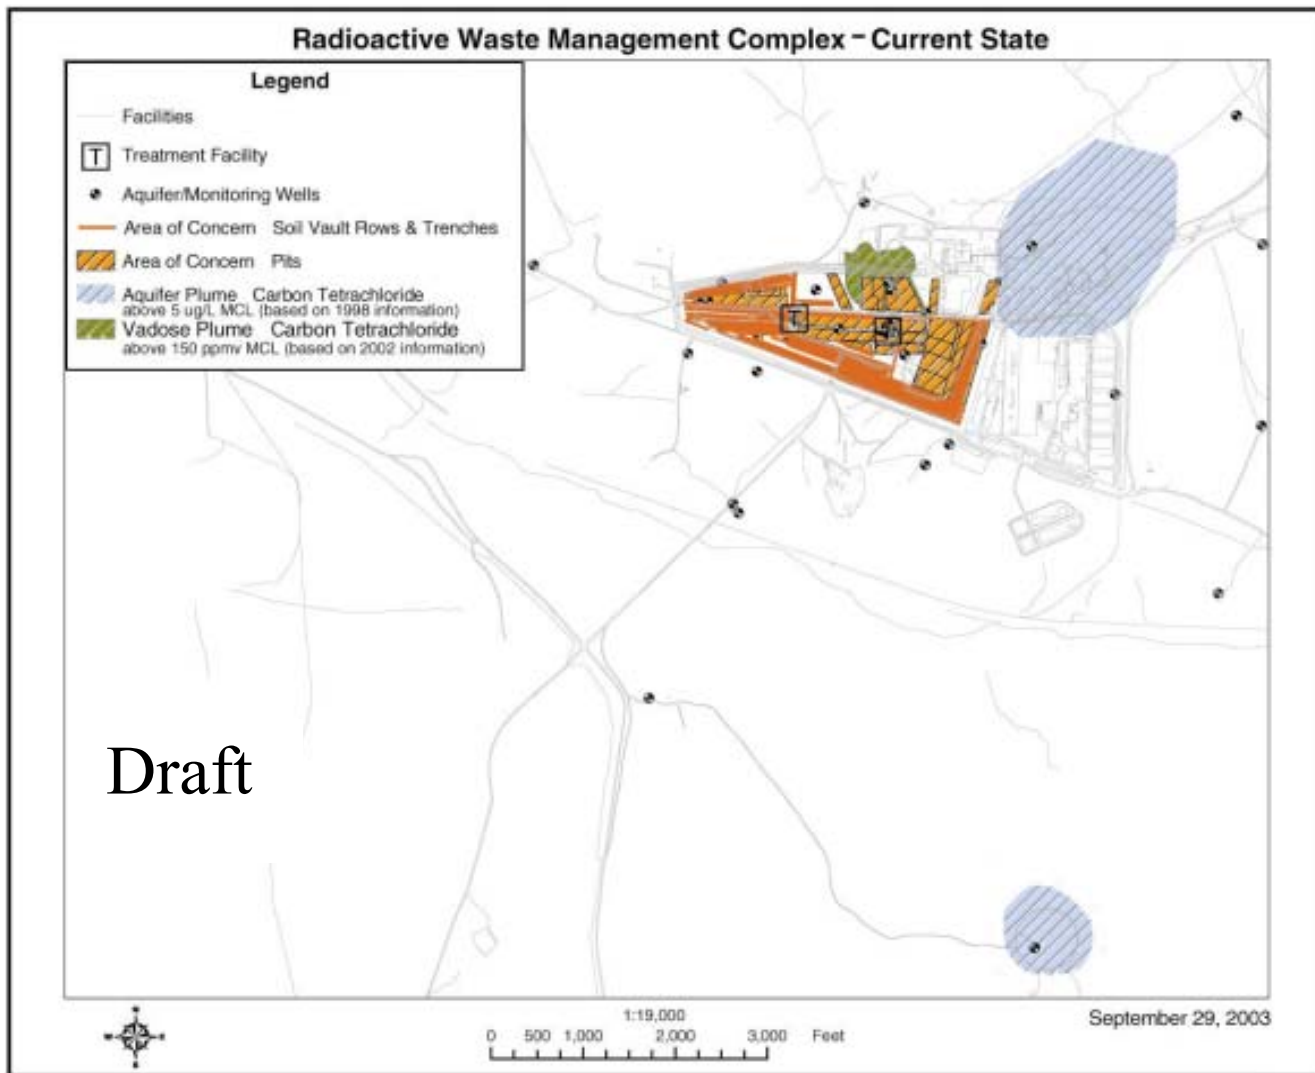 Radioactive Waste Management Complex – Current State
Legend
Facilities
T Treatment Facility
Aquifer/Monitoring Wells
Area of Concern Soil Vault Rows & Trenches
Area of Concern Pits
Aquifer Plume Carbon Tetrachloride
above 5 ug/L MCL (based on 1998 information)
Vadose Plume Carbon Tetrachloride
above 150 ppmv MCL (based on 2002 information)
T
Draft
1:19,000
0 500 1,000 2,000 3,000 Feet
September 29, 2003